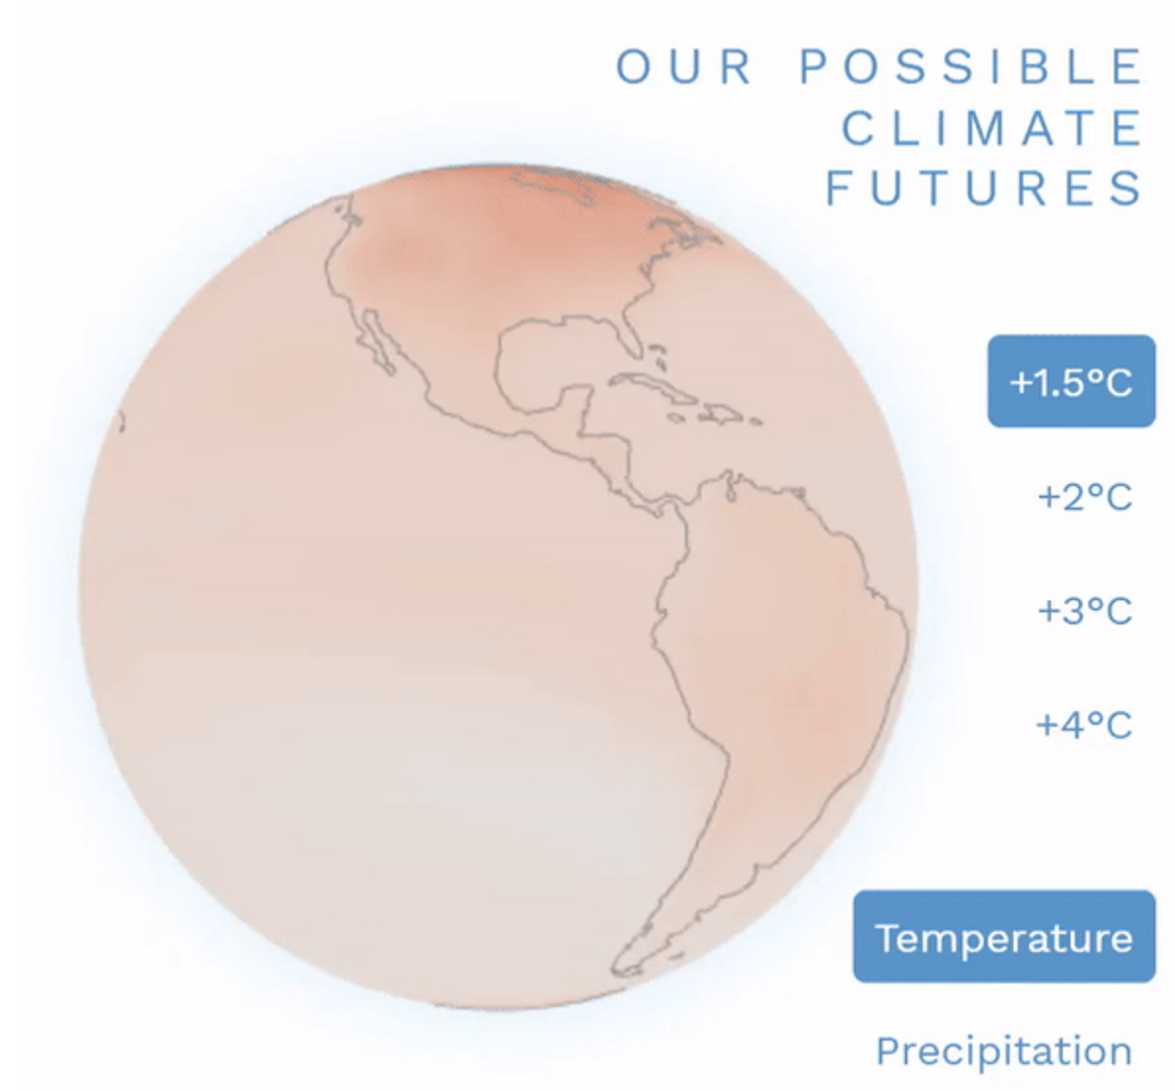 OUR POSSIBLE
CLIMATE
FUTURES
+1.5°C
+2°C
+3°C
+4°C
Temperature
Precipitation